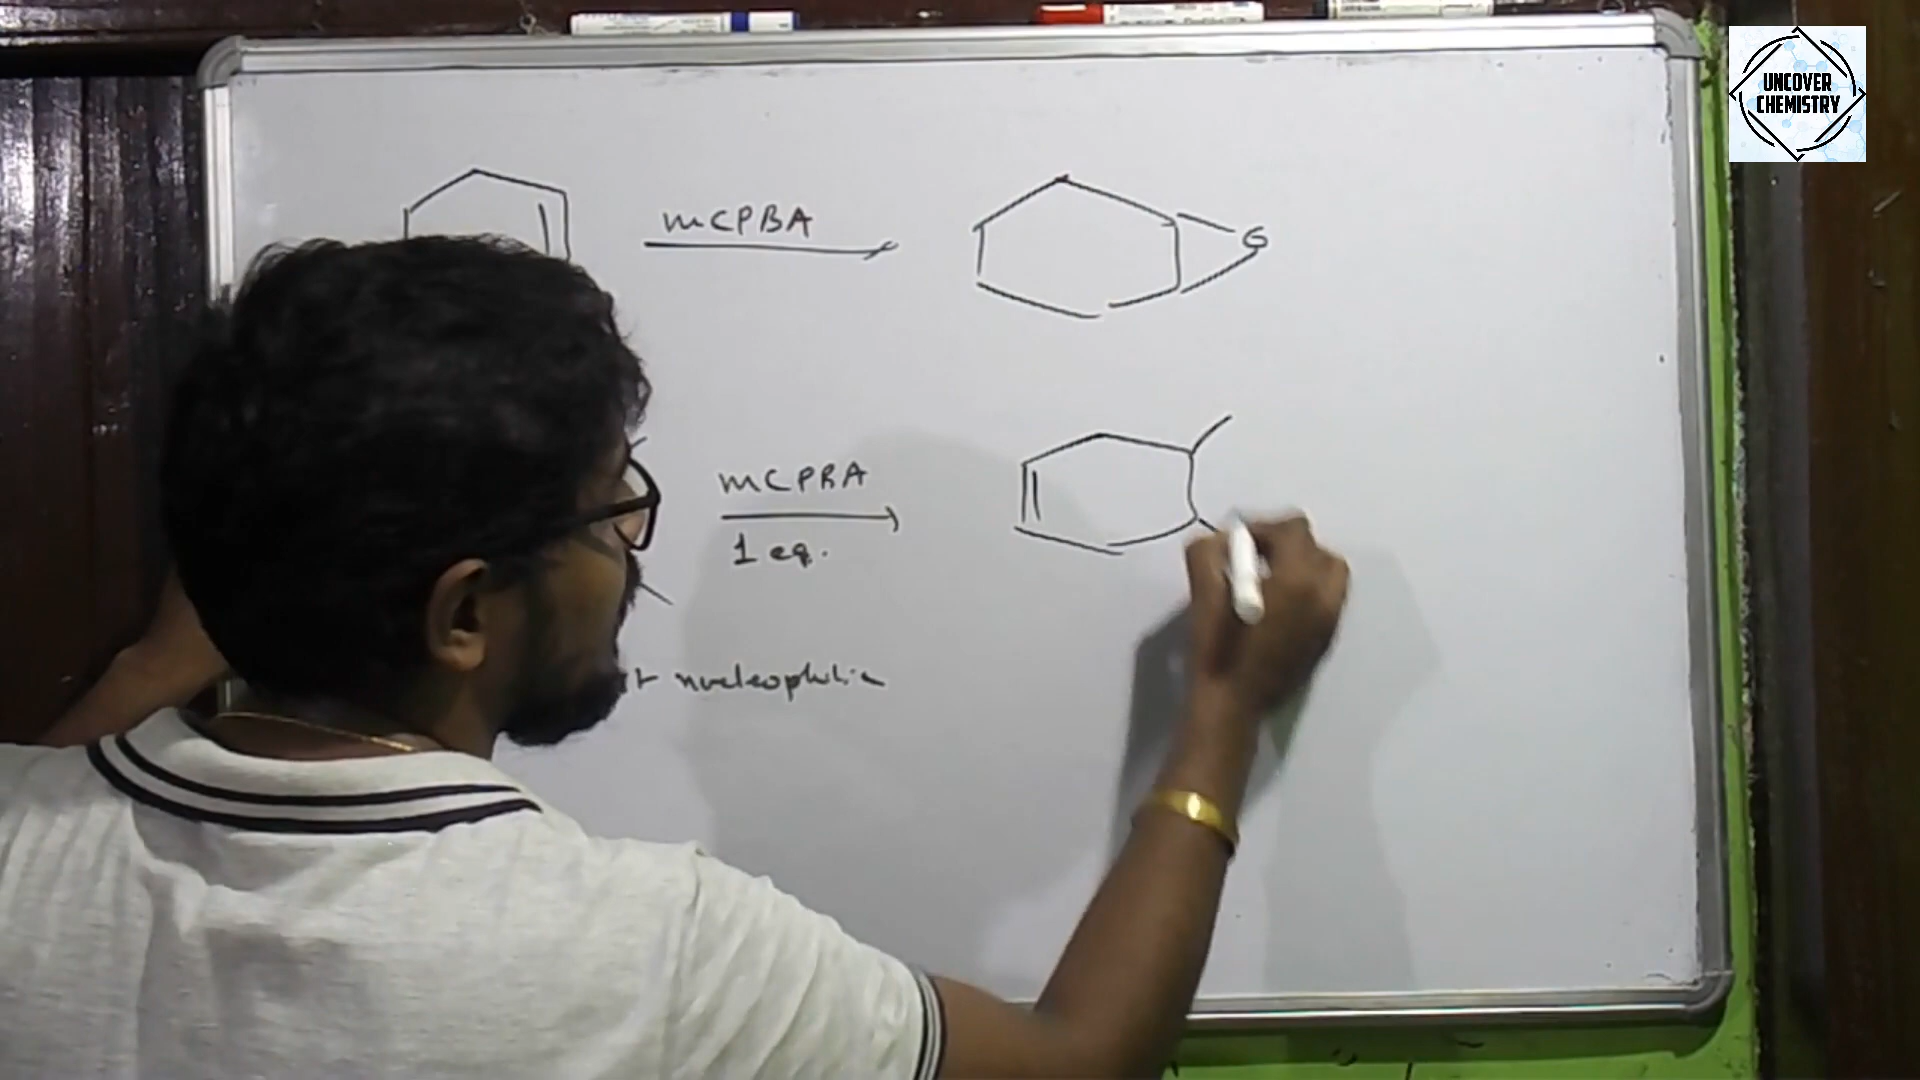 UNCOVER
CHEMISTRY
mCPBA
O
mCPBA
1 eq.
nucleophilic